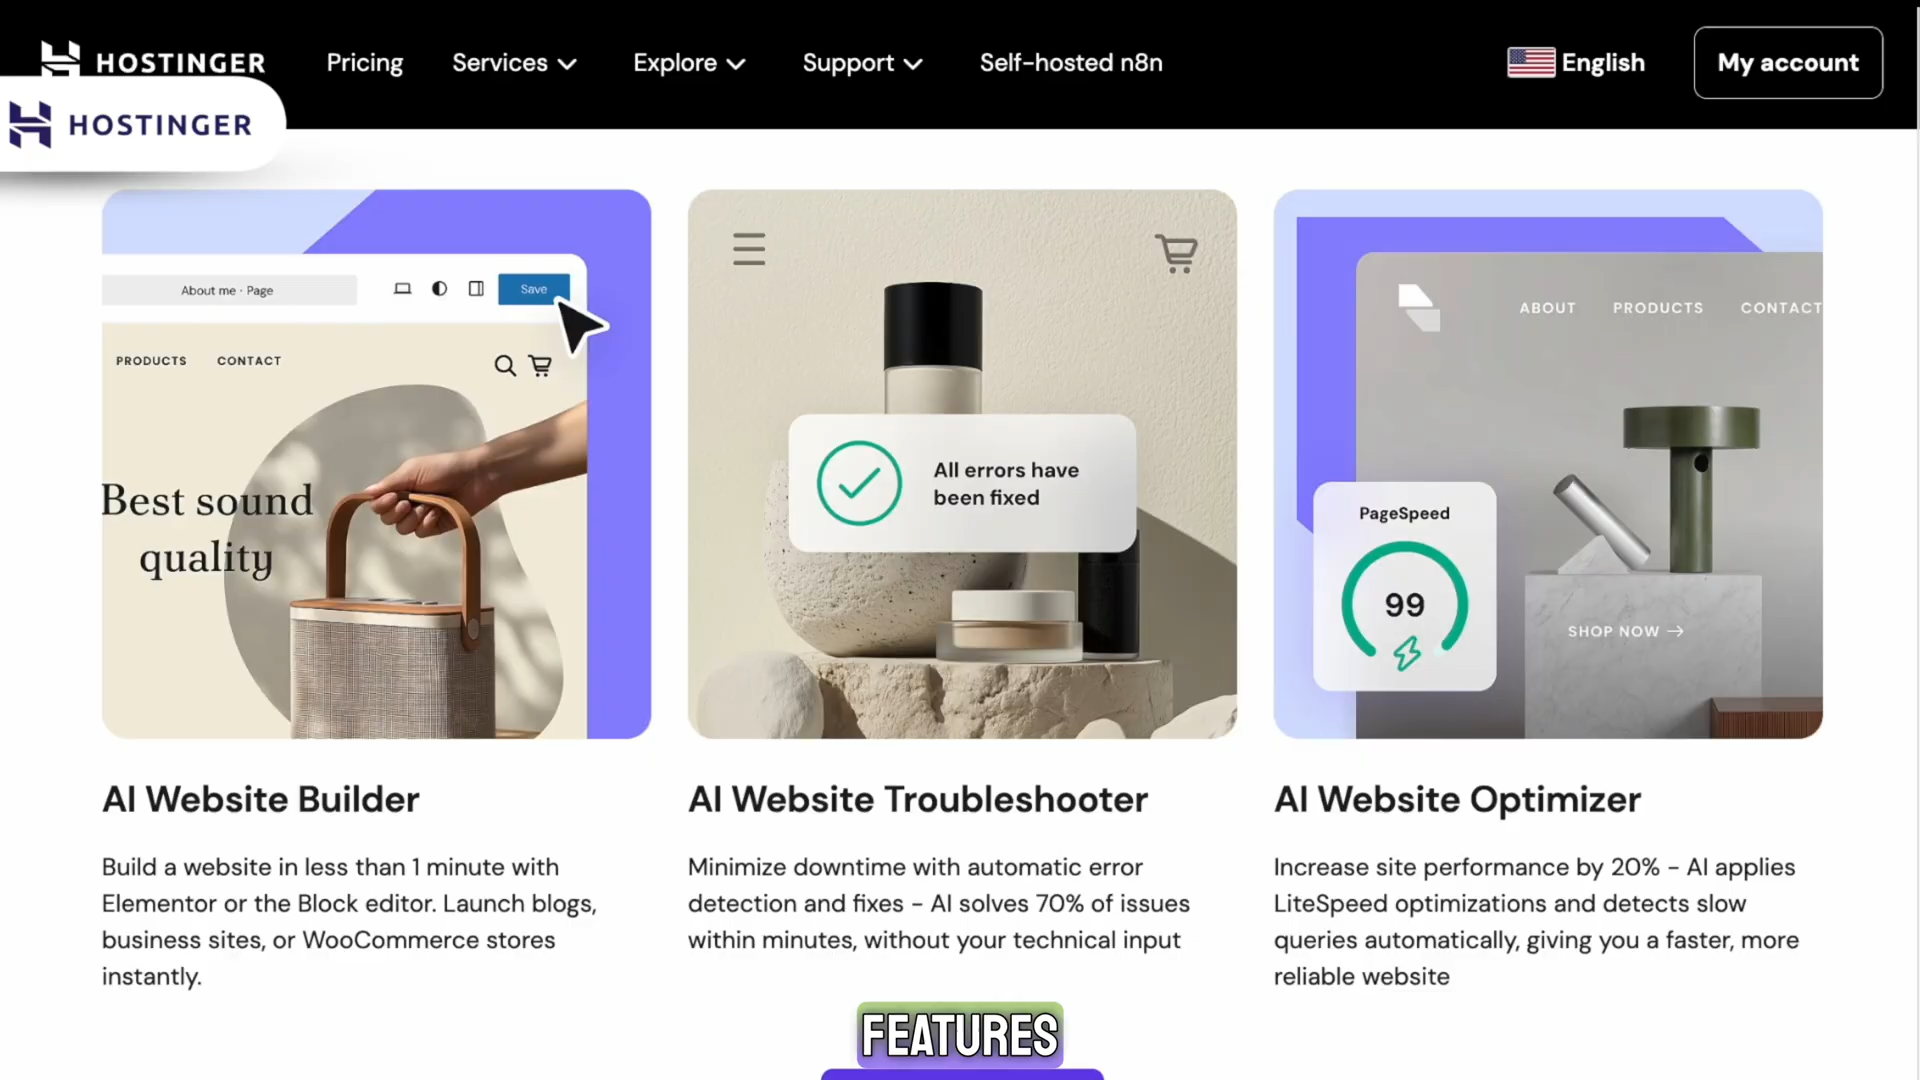 HOSTINGER
Pricing
Services
Explore
Support
Self-hosted n8n
English
My account
HOSTINGER
About me · Page
Save
PRODUCTS
CONTACT
Best sound
quality
All errors have
been fixed
ABOUT
PRODUCTS
CONTACT
PageSpeed
99
SHOP NOW →
AI Website Builder
Build a website in less than 1 minute with
Elementor or the Block editor. Launch blogs,
business sites, or WooCommerce stores
instantly.
AI Website Troubleshooter
Minimize downtime with automatic error
detection and fixes - AI solves 70% of issues
within minutes, without your technical input
AI Website Optimizer
Increase site performance by 20% - AI applies
LiteSpeed optimizations and detects slow
queries automatically, giving you a faster, more
reliable website
FEATURES